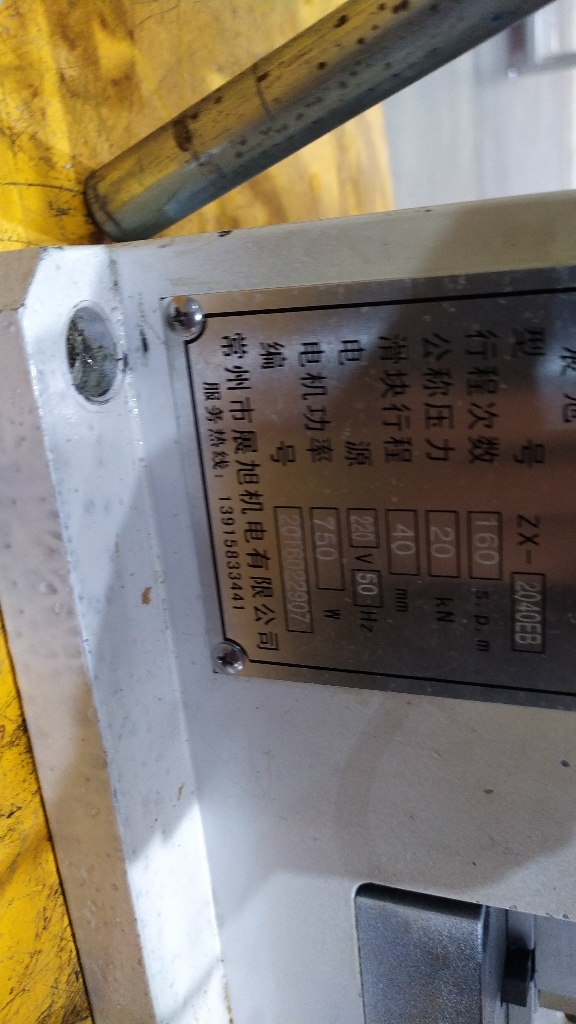 型号 ZX-2040EB
行程次数 160 s.p.m
公称压力 20 kN
滑块行程 40 mm
电源 220 V 50 Hz
电机功率 750 W
编号 2016022907
常州市展旭机电有限公司
服务热线：13915833441